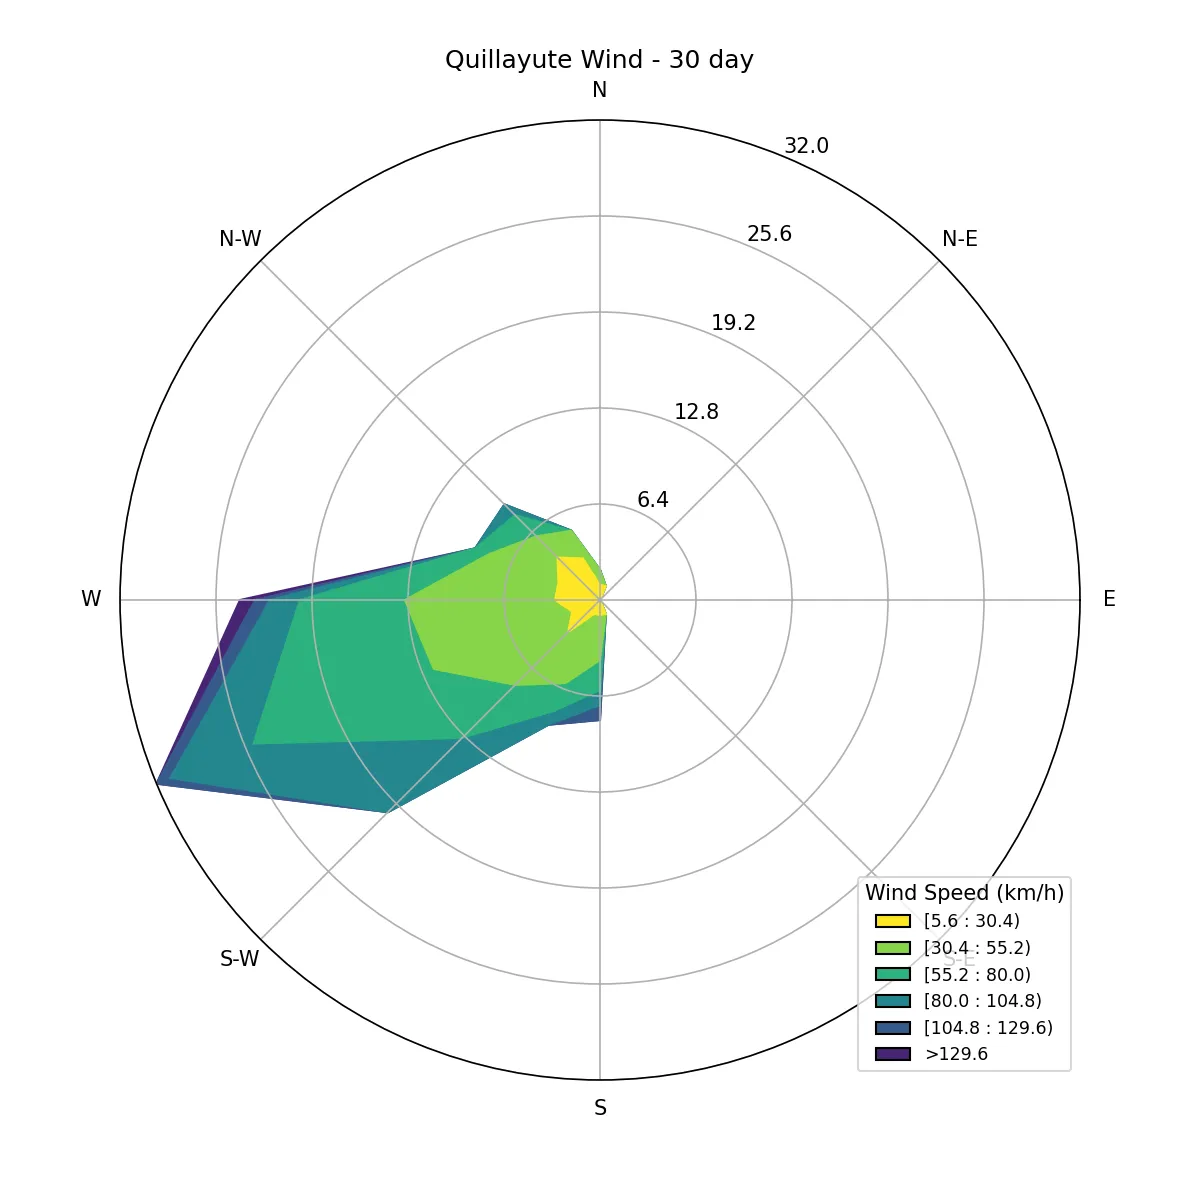 Quillayute Wind - 30 day
N
32.0
N-W
N-E
25.6
19.2
12.8
6.4
W
E
S-W
S-E
Wind Speed (km/h)
[5.6 : 30.4)
[30.4 : 55.2)
[55.2 : 80.0)
[80.0 : 104.8)
[104.8 : 129.6)
>129.6
S